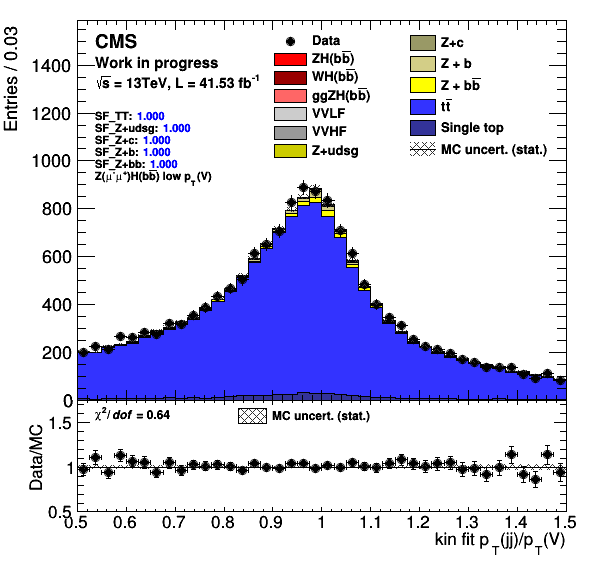 CMS
Work in progress
√s = 13TeV, L = 41.53 fb⁻¹
SF_TT: 1.000
SF_Z+udsg: 1.000
SF_Z+c: 1.000
SF_Z+b: 1.000
SF_Z+bb: 1.000
Z(μ⁻μ⁺)H(bb̅) low p_T(V)
Data
ZH(bb̅)
WH(bb̅)
ggZH(bb̅)
VVLF
VVHF
Z+udsg
Z+c
Z + b
Z + bb̅
tt̅
Single top
MC uncert. (stat.)
Entries / 0.03
1400
1200
1000
800
600
400
200
0
χ²/dof = 0.64
MC uncert. (stat.)
Data/MC
1.5
1
0.5
0.5 0.6 0.7 0.8 0.9 1 1.1 1.2 1.3 1.4 1.5
kin fit p_T(jj)/p_T(V)